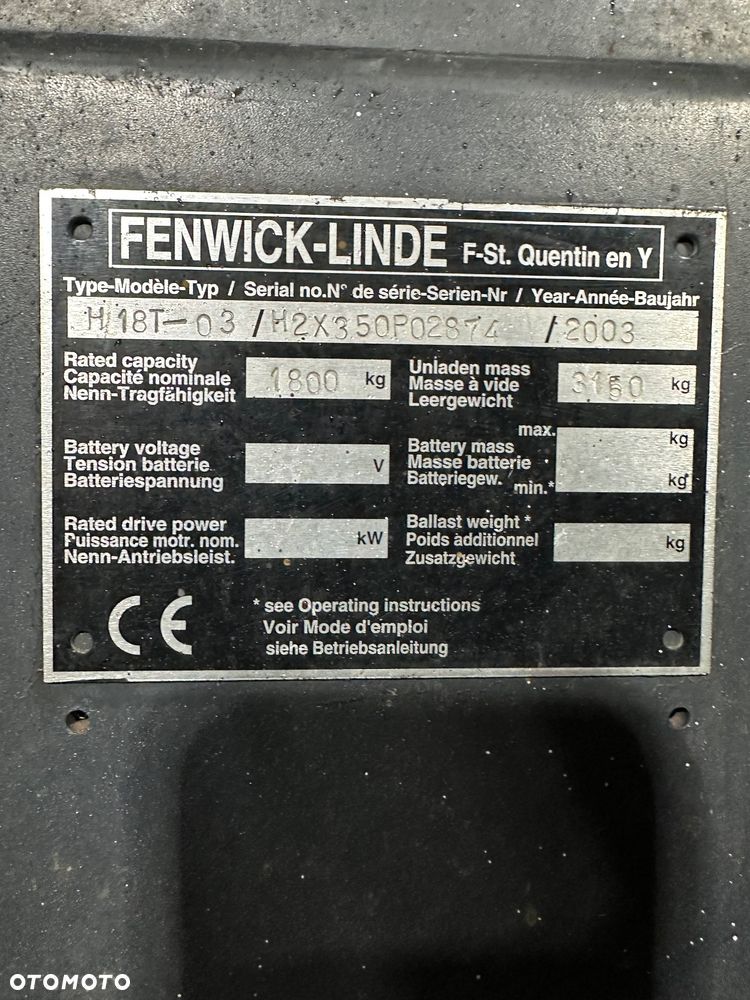 FENWICK-LINDE F-St. Quentin en Y
Type-Modèle-Typ / Serial no.N° de série-Serien-Nr / Year-Année-Baujahr
H18T-03 / H2X350P02874 / 2003
Rated capacity
Capacité nominale
Nenn-Tragfähigkeit
1800 kg
Unladen mass
Masse à vide
Leergewicht
3150 kg
Battery voltage
Tension batterie
Batteriespannung
V
max.
Battery mass
Masse batterie
Batteriegew.
min.*
kg
kg
Rated drive power
Puissance motr. nom.
Nenn-Antriebsleist.
kW
Ballast weight *
Poids additionnel
Zusatzgewicht
kg
CE
* see Operating instructions
Voir Mode d'emploi
siehe Betriebsanleitung
OTOMOTO